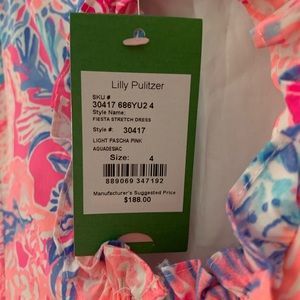 Lilly Pulitzer
SKU #
30417 686YU2 4
Style Name:
FIESTA STRETCH DRESS
Style #: 30417
LIGHT PASCHA PINK
AQUADESIAC
Size: 4
889069 347192
Manufacturer's Suggested Price
$188.00